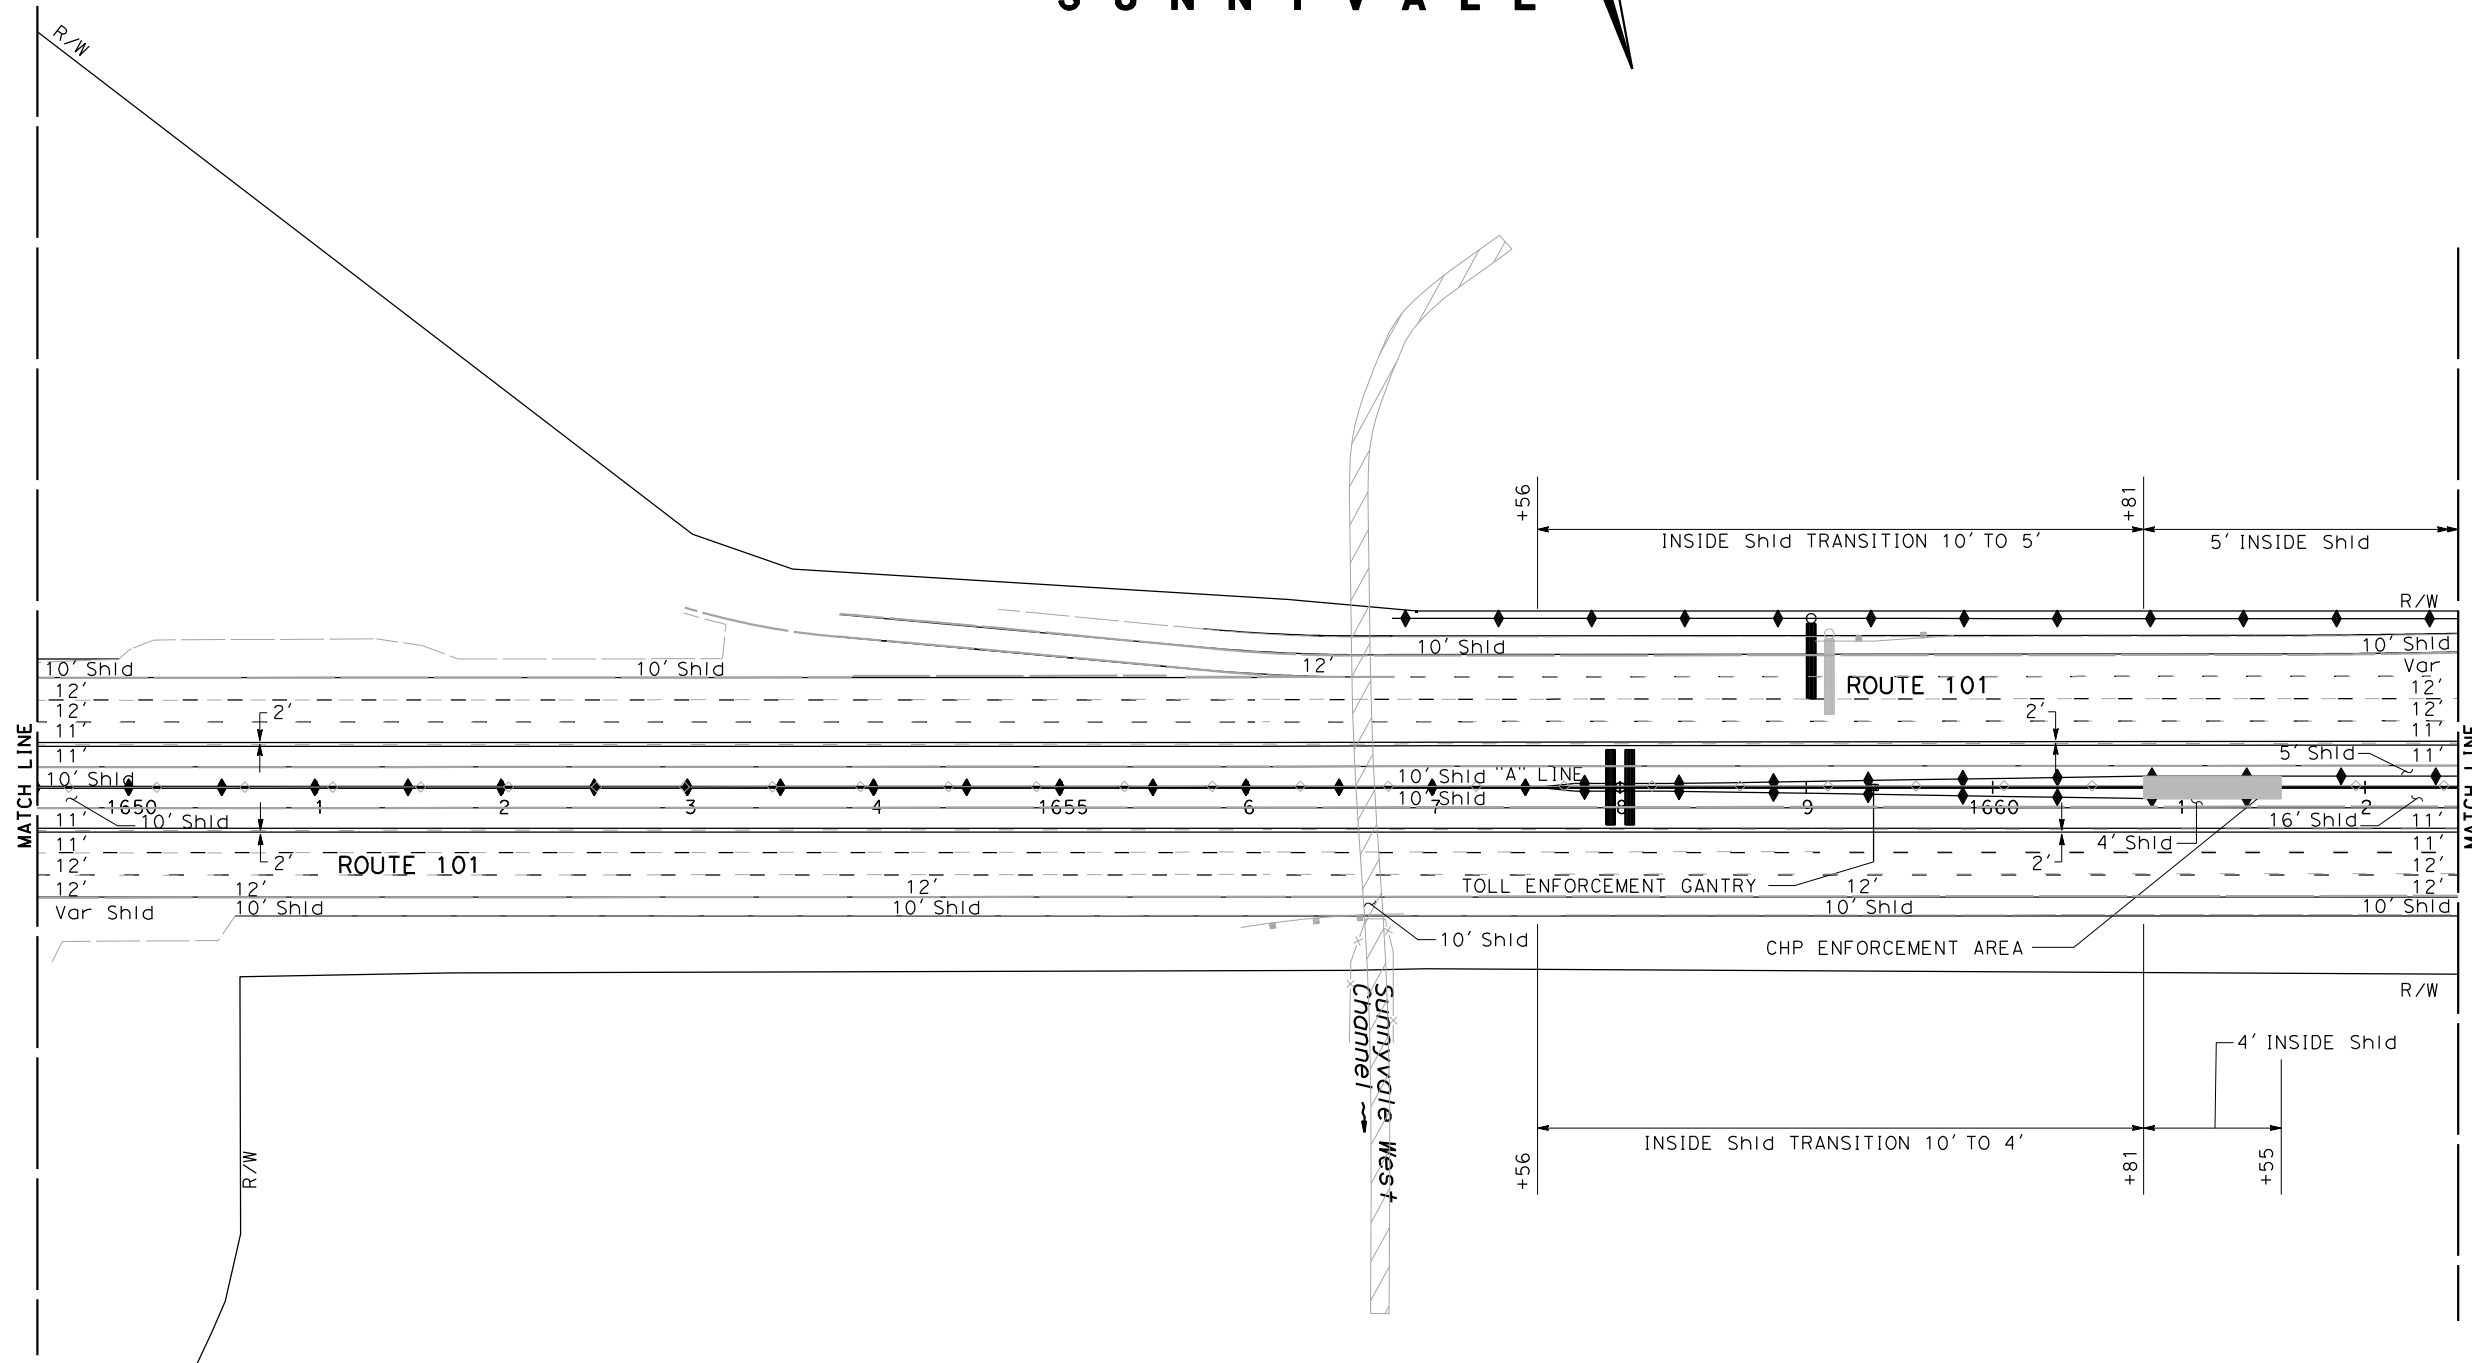 R/W
+56
+81
INSIDE Shld TRANSITION 10' TO 5'
5' INSIDE Shld
R/W
10' Shld
10' Shld
10' Shld
10' Shld
12'
Var
12'
ROUTE 101
12'
12'
12'
2'
2'
11'
11'
11'
5' Shld
11'
MATCH LINE
MATCH LINE
10' Shld
10' Shld "A" LINE
10' Shld
1650
1
2
3
4
1655
6
7
8
9
1660
1
2
10' Shld
16' Shld
11'
11'
4' Shld
11'
11'
2'
ROUTE 101
2'
12'
12'
TOLL ENFORCEMENT GANTRY
12'
12'
12'
12'
12'
Var Shld
10' Shld
10' Shld
10' Shld
10' Shld
10' Shld
CHP ENFORCEMENT AREA
R/W
Sunnyvale West
Channel
4' INSIDE Shld
INSIDE Shld TRANSITION 10' TO 4'
R/W
+56
+81
+55